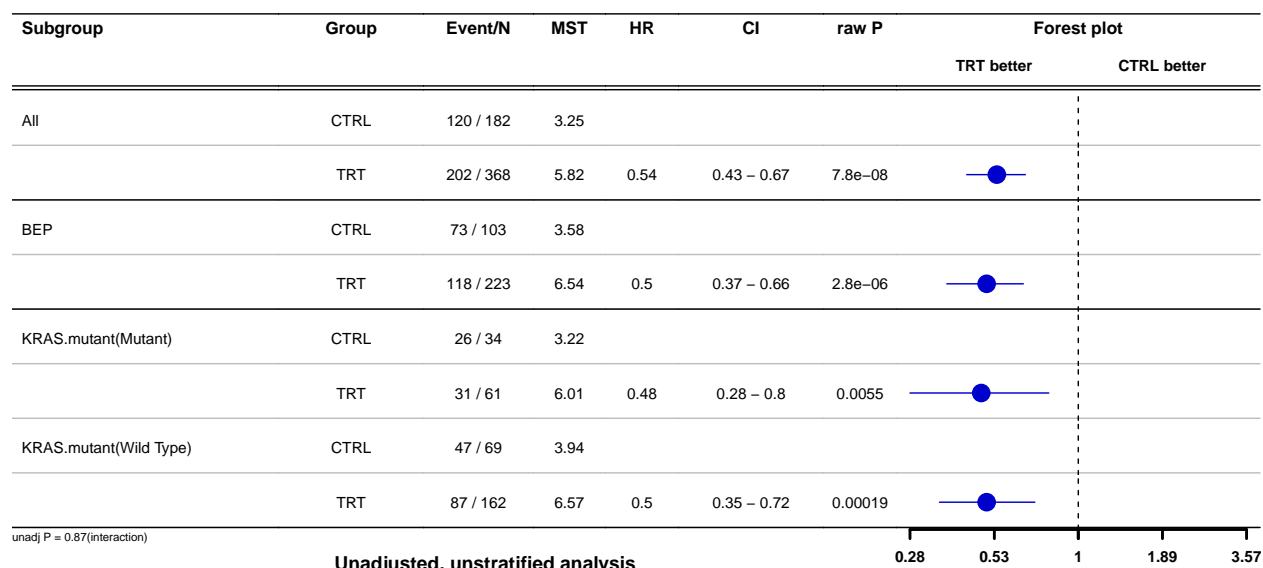 Subgroup Group Event/N MST HR CI raw P Forest plot
TRT better CTRL better
All CTRL 120 / 182 3.25
TRT 202 / 368 5.82 0.54 0.43 − 0.67 7.8e−08
BEP CTRL 73 / 103 3.58
TRT 118 / 223 6.54 0.5 0.37 − 0.66 2.8e−06
KRAS.mutant(Mutant) CTRL 26 / 34 3.22
TRT 31 / 61 6.01 0.48 0.28 − 0.8 0.0055
KRAS.mutant(Wild Type) CTRL 47 / 69 3.94
TRT 87 / 162 6.57 0.5 0.35 − 0.72 0.00019
unadj P = 0.87(interaction)
0.28 0.53 1 1.89 3.57
Unadjusted, unstratified analysis